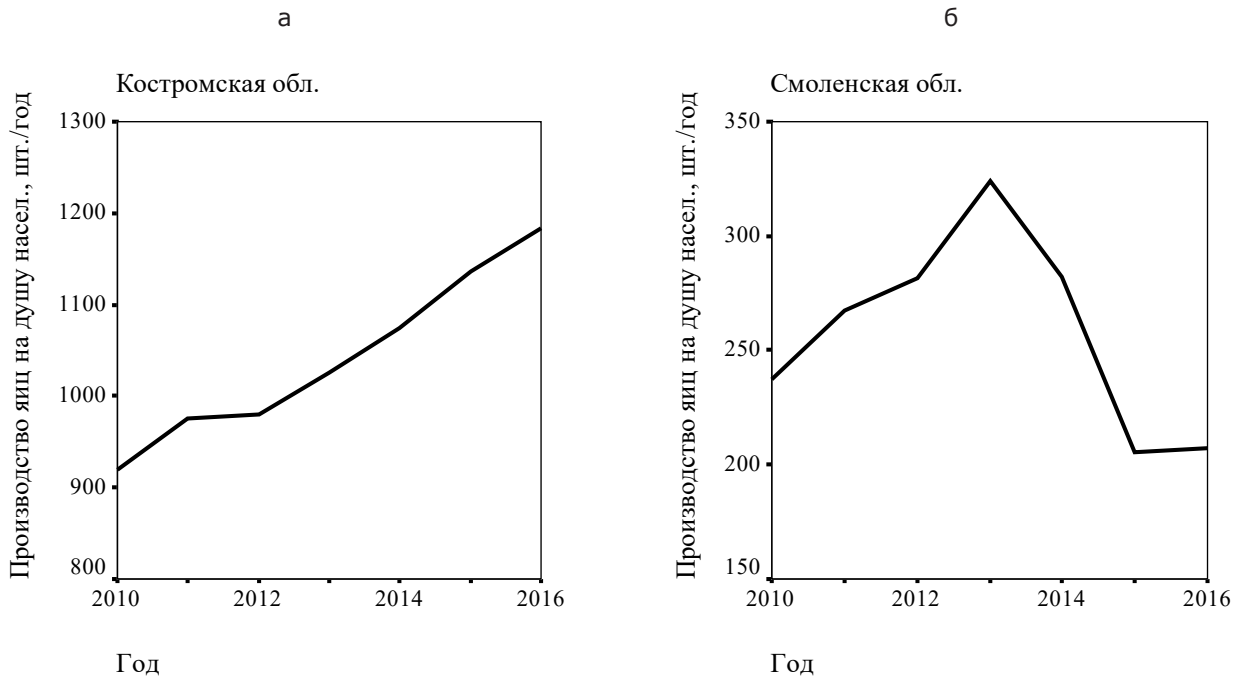 а
Костромская обл.
Производство яиц на душу насел., шт./год
1300
1200
1100
1000
900
800
2010 2012 2014 2016
Год
б
Смоленская обл.
Производство яиц на душу насел., шт./год
350
300
250
200
150
2010 2012 2014 2016
Год